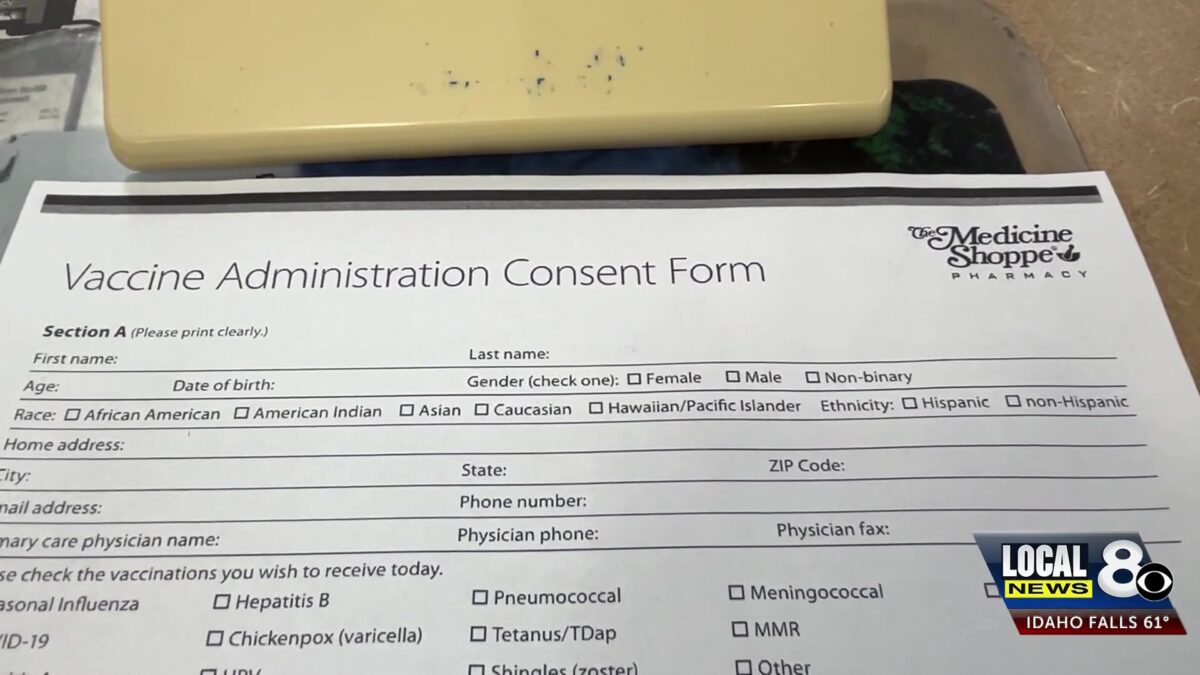 The Medicine
Shoppe®
PHARMACY
Vaccine Administration Consent Form
Section A (Please print clearly.)
First name: Last name:
Age: Date of birth: Gender (check one): ☐ Female ☐ Male ☐ Non-binary
Race: ☐ African American ☐ American Indian ☐ Asian ☐ Caucasian ☐ Hawaiian/Pacific Islander Ethnicity: ☐ Hispanic ☐ non-Hispanic
Home address:
City: State: ZIP Code:
mail address: Phone number:
mary care physician name: Physician phone: Physician fax:
se check the vaccinations you wish to receive today.
asonal Influenza ☐ Hepatitis B ☐ Pneumococcal ☐ Meningococcal
ID-19 ☐ Chickenpox (varicella) ☐ Tetanus/TDap ☐ MMR
☐ HPV ☐ Shingles (zoster) ☐ Other
LOCAL 8
NEWS
IDAHO FALLS 61°